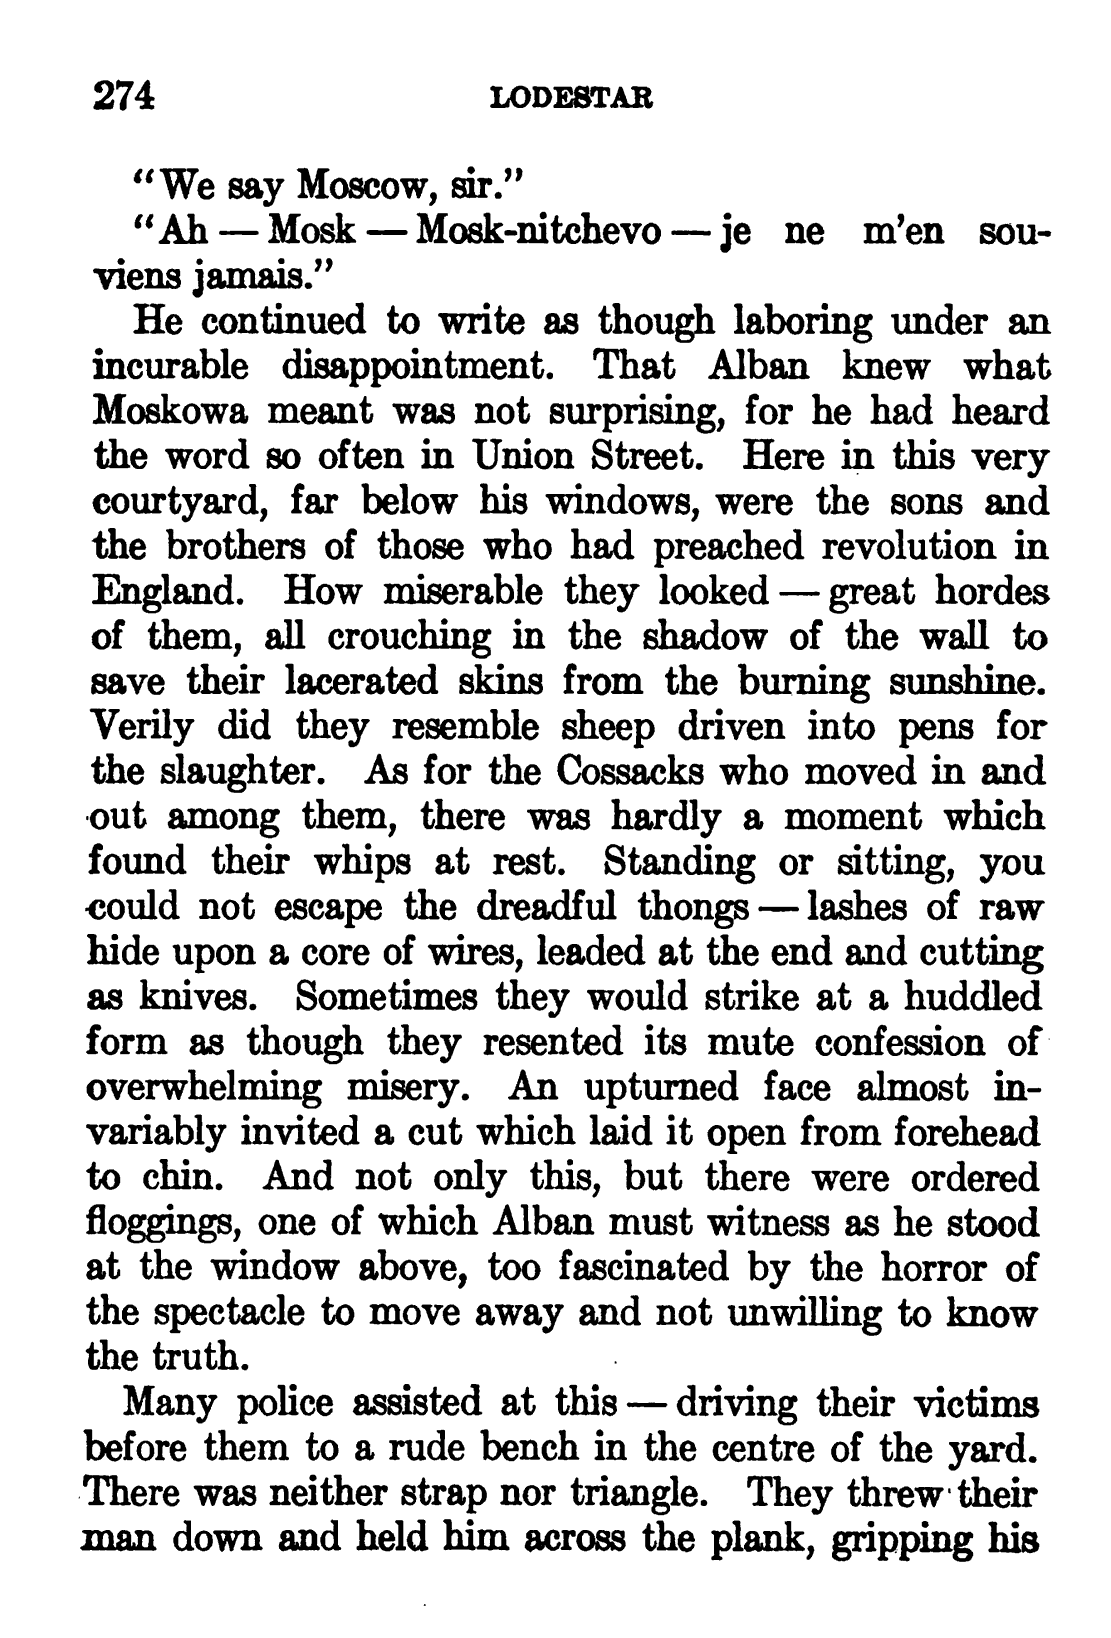 274 LODESTAR
“We say Moscow, sir.”
“Ah — Mosk — Mosk-nitchevo — je ne m’en sou-
viens jamais.”
He continued to write as though laboring under an
incurable disappointment. That Alban knew what
Moskowa meant was not surprising, for he had heard
the word so often in Union Street. Here in this very
courtyard, far below his windows, were the sons and
the brothers of those who had preached revolution in
England. How miserable they looked — great hordes
of them, all crouching in the shadow of the wall to
save their lacerated skins from the burning sunshine.
Verily did they resemble sheep driven into pens for
the slaughter. As for the Cossacks who moved in and
out among them, there was hardly a moment which
found their whips at rest. Standing or sitting, you
could not escape the dreadful thongs — lashes of raw
hide upon a core of wires, leaded at the end and cutting
as knives. Sometimes they would strike at a huddled
form as though they resented its mute confession of
overwhelming misery. An upturned face almost in-
variably invited a cut which laid it open from forehead
to chin. And not only this, but there were ordered
floggings, one of which Alban must witness as he stood
at the window above, too fascinated by the horror of
the spectacle to move away and not unwilling to know
the truth.
Many police assisted at this — driving their victims
before them to a rude bench in the centre of the yard.
There was neither strap nor triangle. They threw their
man down and held him across the plank, gripping his